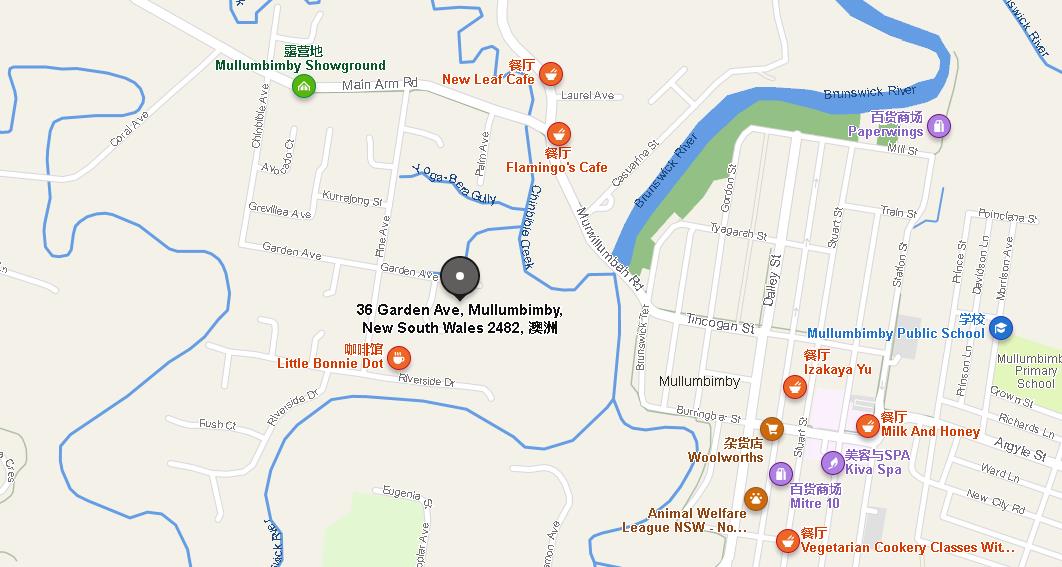 露营地
Mullumbimby Showground
餐厅
New Leaf Cafe
Main Arm Rd
Laurel Ave
Brunswick River
Coral Ave
Chinbible Ave
Palm Ave
餐厅
Flamingo's Cafe
百货商场
Paperwings
Mill St
Avocado Ct
Casuarina St
Brunswick River
Yoga-Bera Gully
Gordon St
Kurrajong St
Grevillea Ave
Chinbible Creek
Murwillumbah Rd
Train St
Poinciana St
Pine Ave
Tyagarah St
Stuart St
Station St
Prince St
Davidson Ln
Morrison Ave
Garden Ave
Garden Ave
Dalley St
36 Garden Ave, Mullumbimby,
New South Wales 2482, 澳洲
Brunswick Ter
Tincogan St
学校
Mullumbimby Public School
咖啡馆
Little Bonnie Dot
餐厅
Izakaya Yu
Mullumbimby
Primary
School
Riverside Dr
Mullumbimby
Prinson Ln
Crown St
Riverside Dr
Burringbar St
Stuart St
餐厅
Milk And Honey
Richards Ln
Rush Ct
杂货店
Woolworths
Argyle St
美容与SPA
Kiva Spa
Ward Ln
百货商场
Mitre 10
Eugenia St
New City Rd
Animal Welfare
League NSW - No...
餐厅
Vegetarian Cookery Classes Wit...